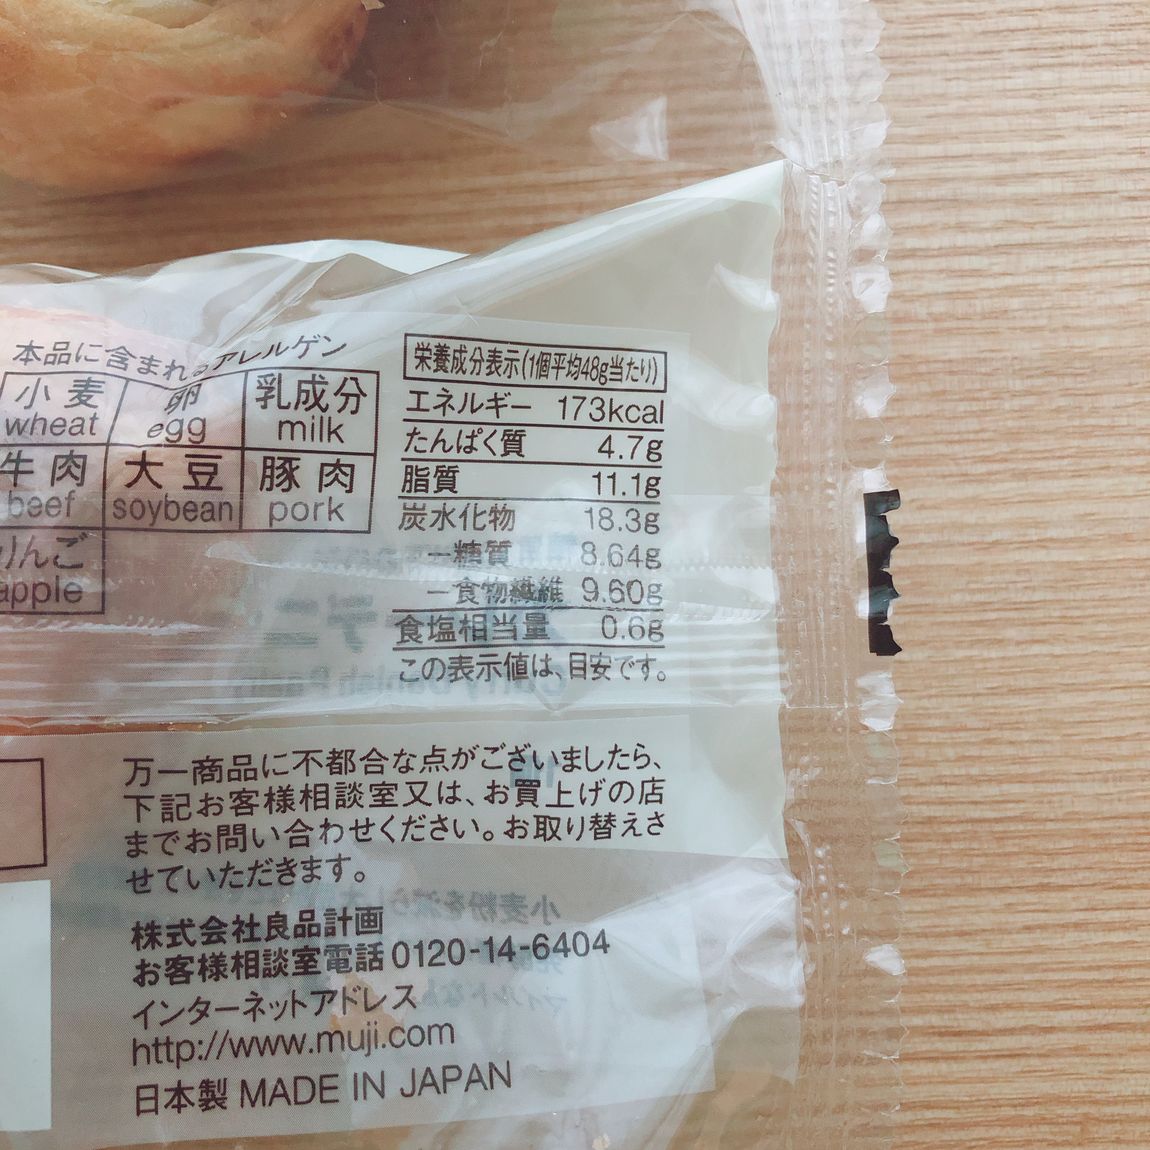 本品に含まれるアレルゲン
小麦 卵 乳成分
wheat egg milk
牛肉 大豆 豚肉
beef soybean pork
りんご
apple
栄養成分表示(1個平均48g当たり)
エネルギー 173kcal
たんぱく質 4.7g
脂質 11.1g
炭水化物 18.3g
－糖質 8.64g
－食物繊維 9.60g
食塩相当量 0.6g
この表示値は、目安です。
万一商品に不都合な点がございましたら、
下記お客様相談室又は、お買上げの店
までお問い合わせください。お取り替えさ
せていただきます。
株式会社良品計画
お客様相談室電話0120-14-6404
インターネットアドレス
http://www.muji.com
日本製 MADE IN JAPAN